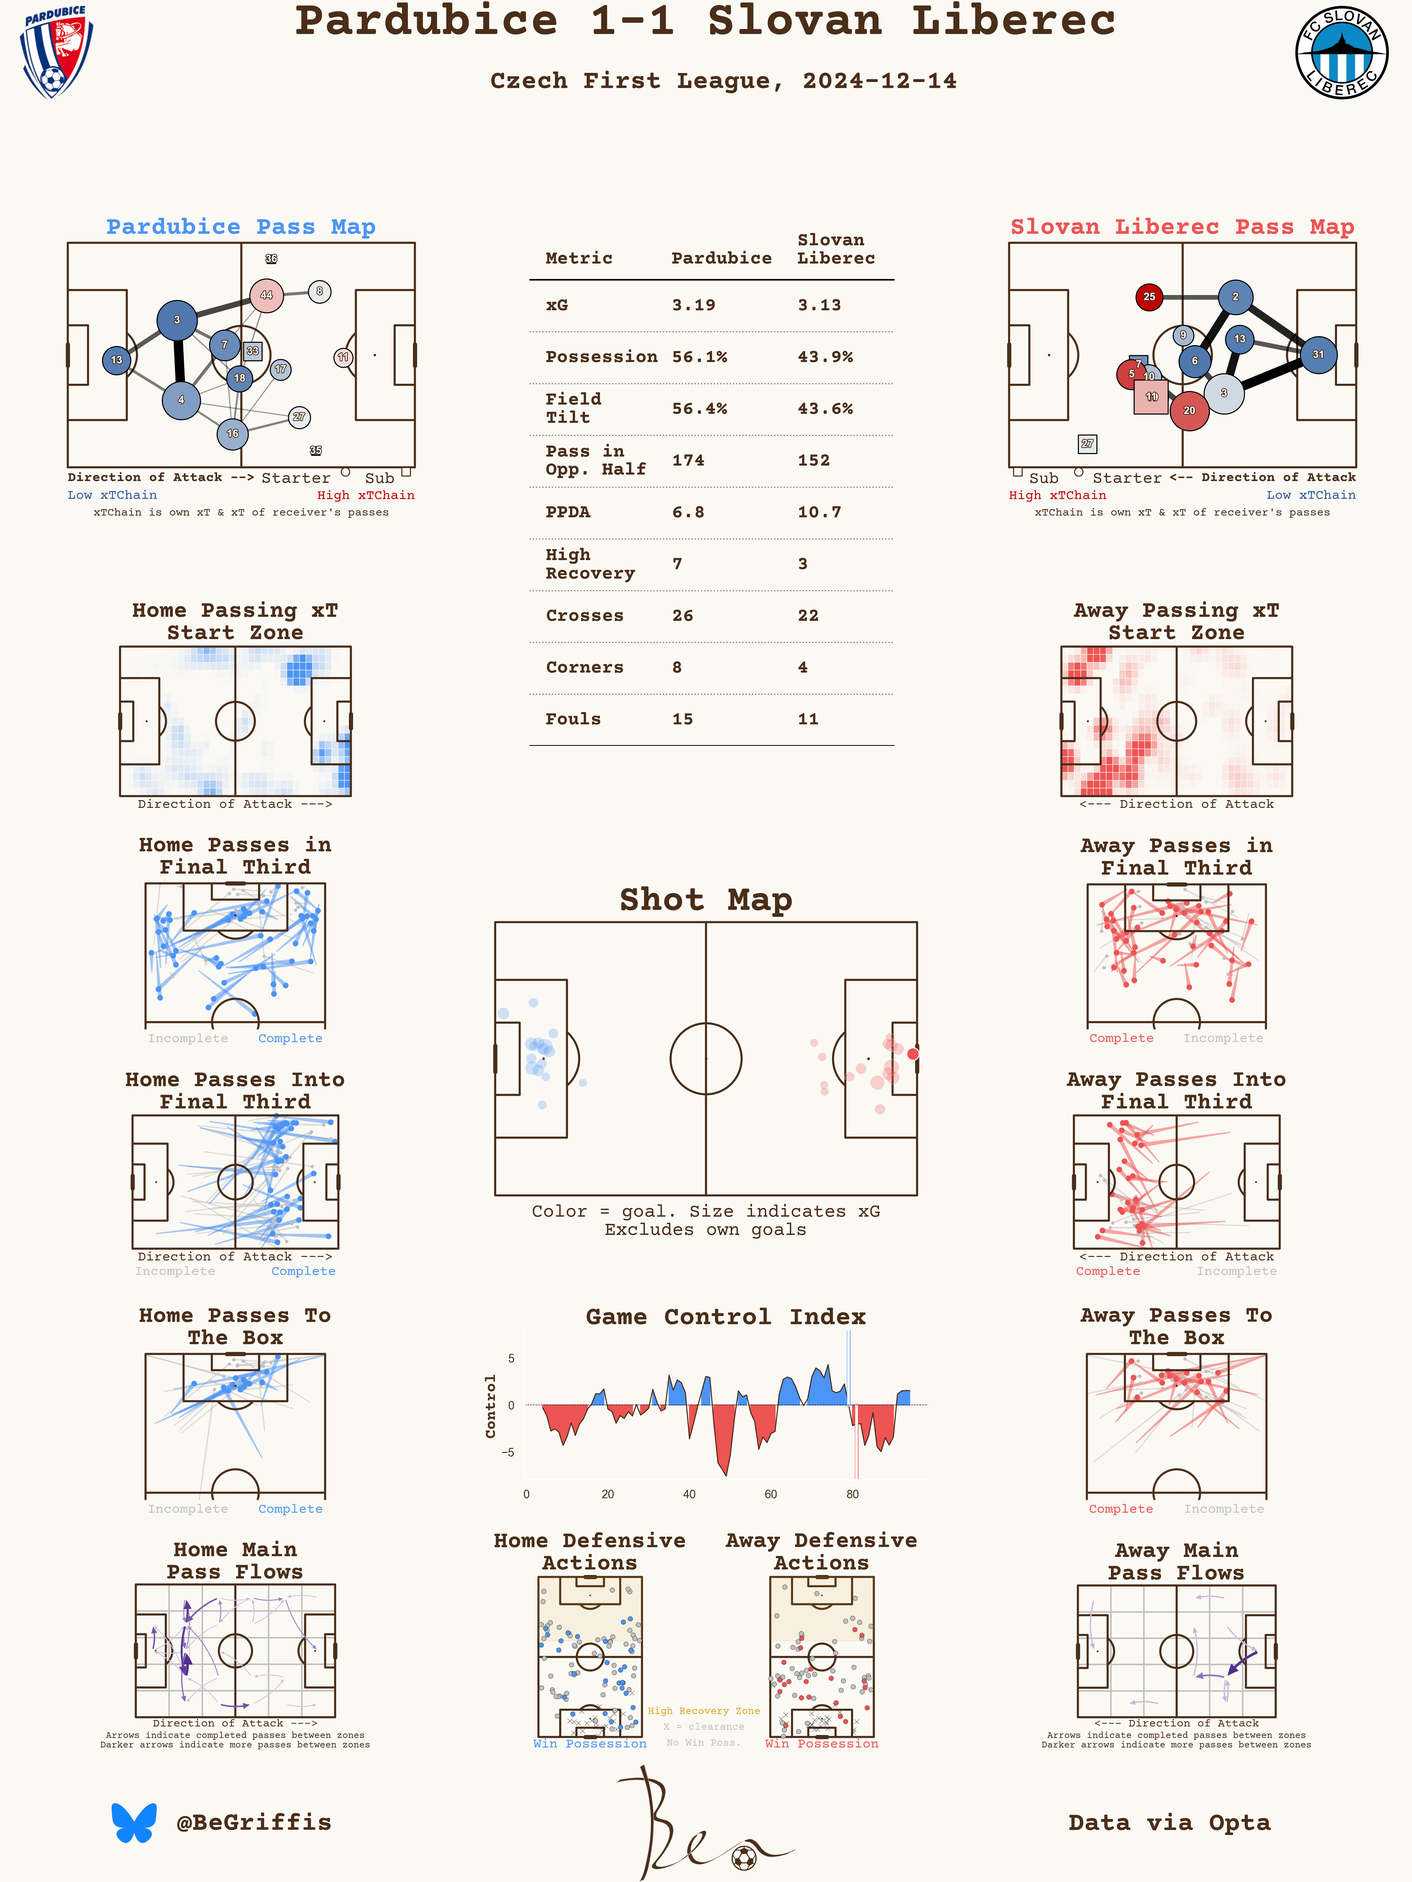 Pardubice 1-1 Slovan Liberec
Czech First League, 2024-12-14
PARDUBICE
FC SLOVAN
LIBEREC
Pardubice Pass Map
36
44
8
3
7
33
11
13
18
17
4
27
16
35
Direction of Attack --> Starter Sub
Low xTChain High xTChain
xTChain is own xT & xT of receiver's passes
Metric Pardubice Slovan Liberec
xG 3.19 3.13
Possession 56.1% 43.9%
Field Tilt 56.4% 43.6%
Pass in Opp. Half 174 152
PPDA 6.8 10.7
High Recovery 7 3
Crosses 26 22
Corners 8 4
Fouls 15 11
Slovan Liberec Pass Map
25
2
9
13
7
6
31
5
10
3
20
27
Sub Starter <-- Direction of Attack
High xTChain Low xTChain
xTChain is own xT & xT of receiver's passes
Home Passing xT
Start Zone
Direction of Attack --->
Away Passing xT
Start Zone
<--- Direction of Attack
Home Passes in
Final Third
Incomplete Complete
Away Passes in
Final Third
Complete Incomplete
Shot Map
Color = goal. Size indicates xG
Excludes own goals
Home Passes Into
Final Third
Direction of Attack --->
Incomplete Complete
Away Passes Into
Final Third
<--- Direction of Attack
Complete Incomplete
Home Passes To
The Box
Incomplete Complete
Game Control Index
Control
5
0
−5
0 20 40 60 80
Away Passes To
The Box
Complete Incomplete
Home Main
Pass Flows
Direction of Attack --->
Arrows indicate completed passes between zones
Darker arrows indicate more passes between zones
Home Defensive
Actions
Win Possession
Away Defensive
Actions
Win Possession
High Recovery Zone
X = clearance
No Win Poss.
Away Main
Pass Flows
<--- Direction of Attack
Arrows indicate completed passes between zones
Darker arrows indicate more passes between zones
@BeGriffis
Ben
Data via Opta